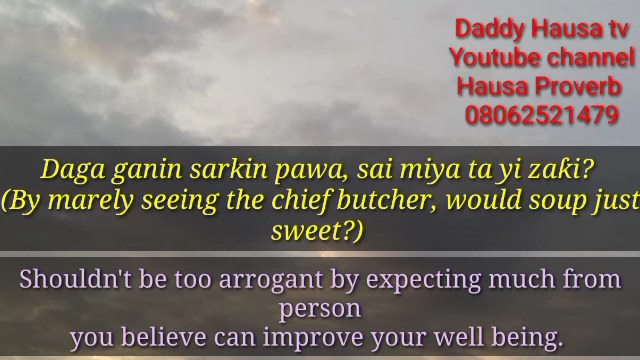 Daddy Hausa tv
Youtube channel
Hausa Proverb
08062521479
Daga ganin sarkin pawa, sai miya ta yi zaƙi?
(By marely seeing the chief butcher, would soup just
sweet?)
Shouldn't be too arrogant by expecting much from
person
you believe can improve your well being.